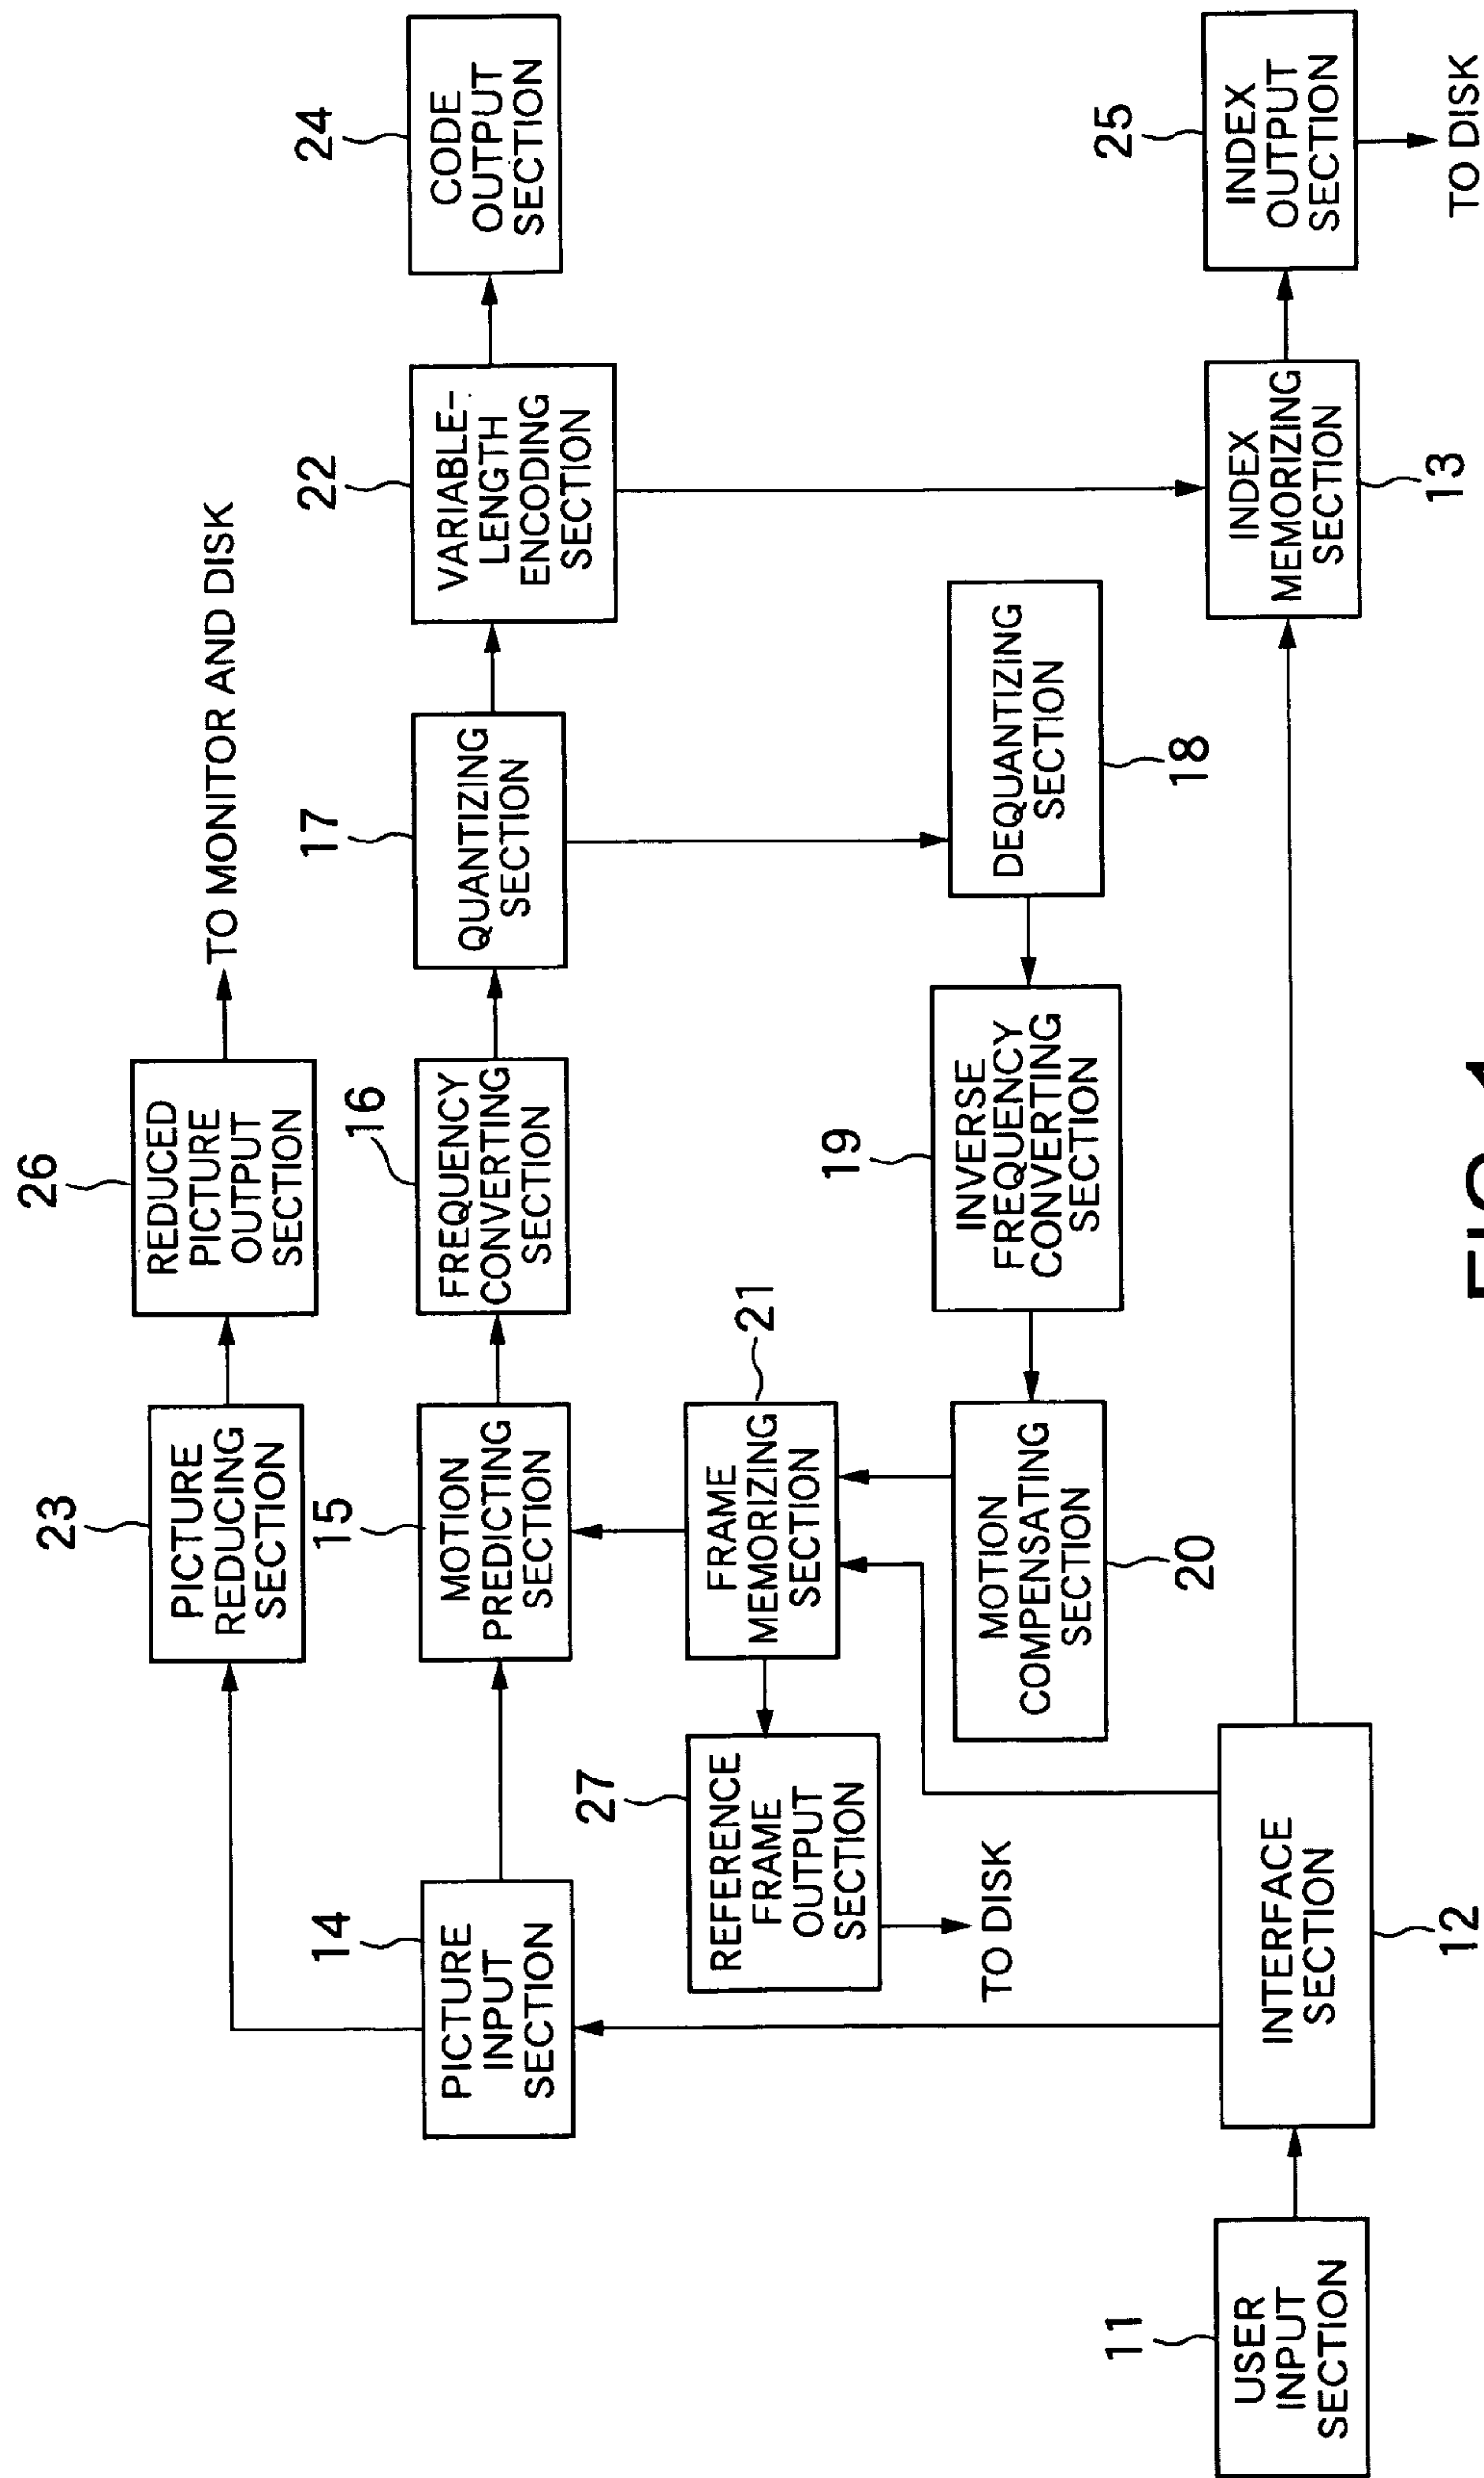 26
REDUCED
PICTURE
OUTPUT
SECTION
TO MONITOR AND DISK
23
PICTURE
REDUCING
SECTION
14
PICTURE
INPUT
SECTION
15
MOTION
PREDICTING
SECTION
16
FREQUENCY
CONVERTING
SECTION
17
QUANTIZING
SECTION
22
VARIABLE-
LENGTH
ENCODING
SECTION
24
CODE
OUTPUT
SECTION
27
REFERENCE
FRAME
OUTPUT
SECTION
TO DISK
21
FRAME
MEMORIZING
SECTION
MOTION
COMPENSATING
SECTION
20
19
INVERSE
FREQUENCY
CONVERTING
SECTION
DEQUANTIZING
SECTION
18
11
USER
INPUT
SECTION
INTERFACE
SECTION
12
INDEX
MEMORIZING
SECTION
13
25
INDEX
OUTPUT
SECTION
TO DISK